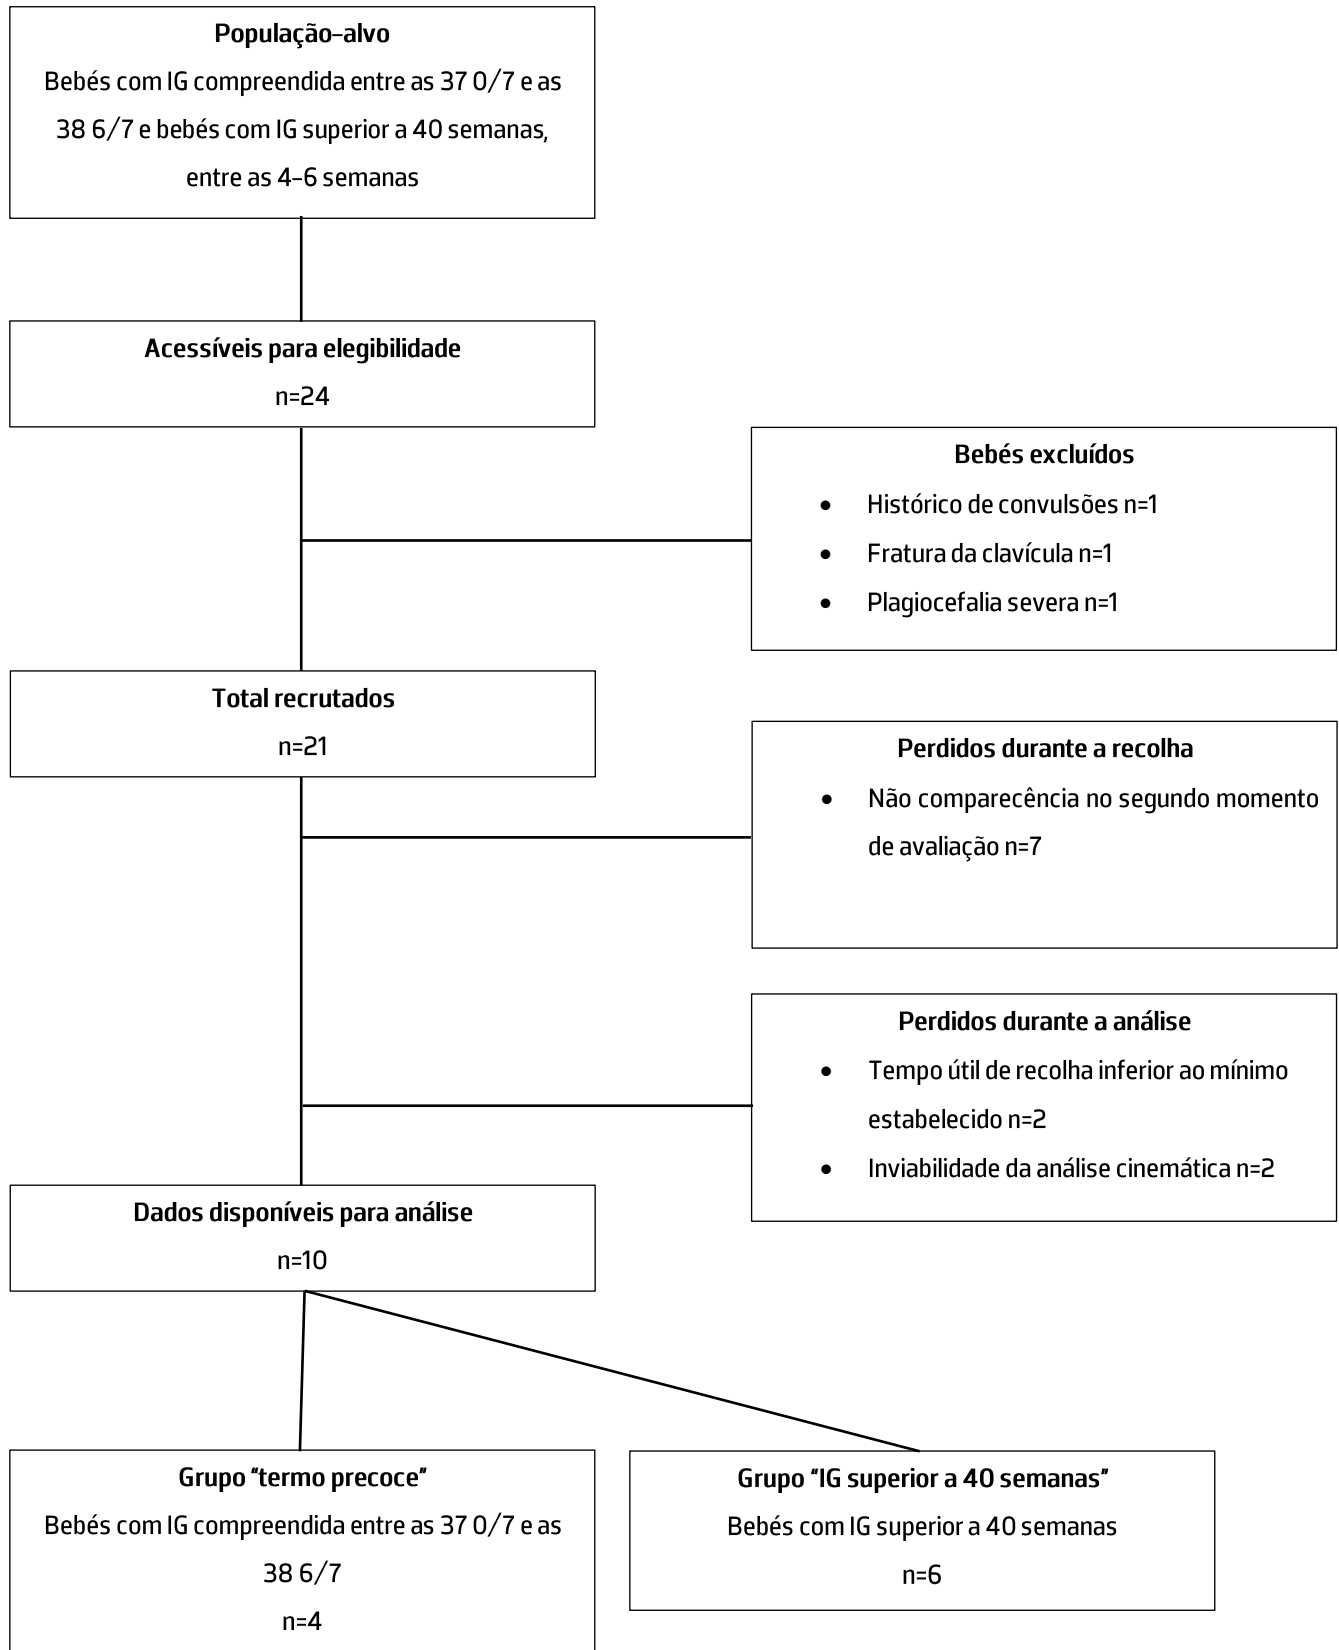 População-alvo
Bebés com IG compreendida entre as 37 0/7 e as
38 6/7 e bebés com IG superior a 40 semanas,
entre as 4-6 semanas
Acessíveis para elegibilidade
n=24
Bebés excluídos
• Histórico de convulsões n=1
• Fratura da clavícula n=1
• Plagiocefalia severa n=1
Total recrutados
n=21
Perdidos durante a recolha
• Não comparecência no segundo momento
de avaliação n=7
Perdidos durante a análise
• Tempo útil de recolha inferior ao mínimo
estabelecido n=2
• Inviabilidade da análise cinemática n=2
Dados disponíveis para análise
n=10
Grupo “termo precoce”
Bebés com IG compreendida entre as 37 0/7 e as
38 6/7
n=4
Grupo “IG superior a 40 semanas”
Bebés com IG superior a 40 semanas
n=6